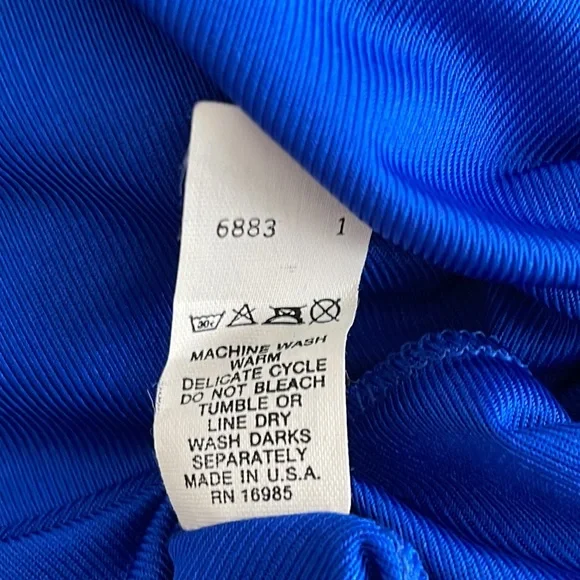 6883 1
30°
MACHINE WASH
WARM
DELICATE CYCLE
DO NOT BLEACH
TUMBLE OR
LINE DRY
WASH DARKS
SEPARATELY
MADE IN U.S.A.
RN 16985